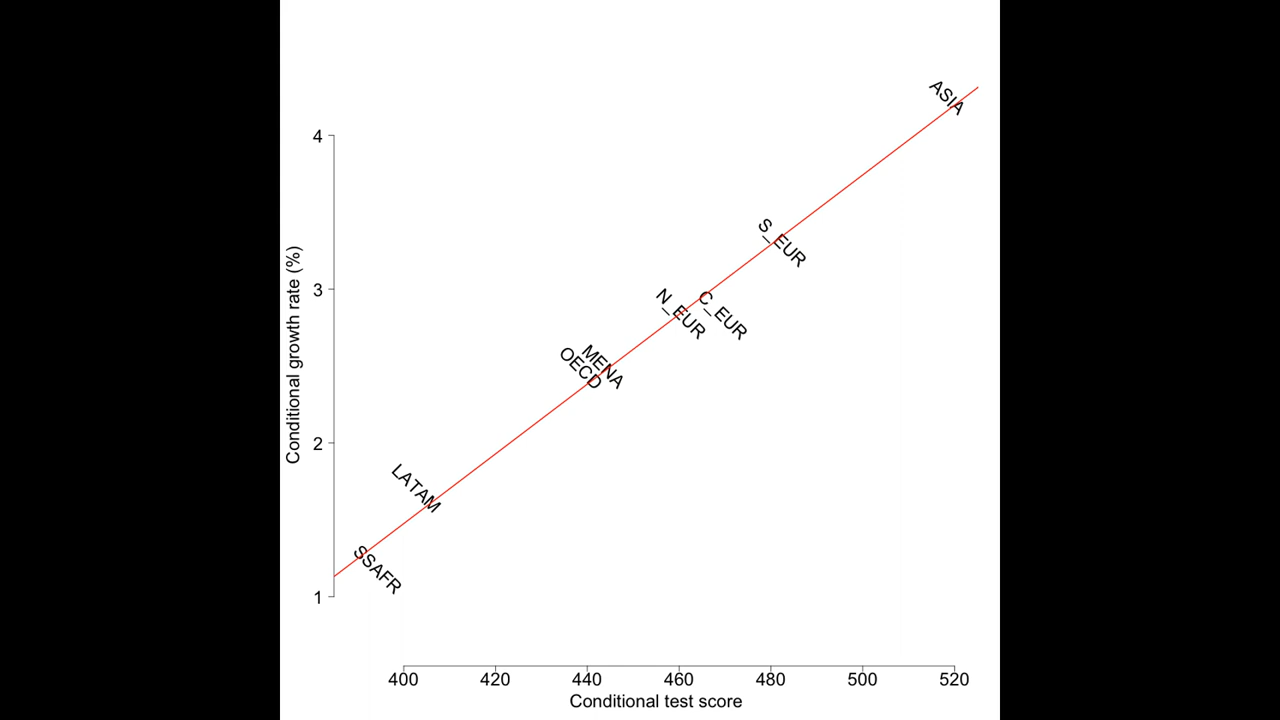 ASIA
4
S_EUR
Conditional growth rate (%)
3
N_EUR
C_EUR
MENA
OECD
2
LATAM
SSAFR
1
400 420 440 460 480 500 520
Conditional test score